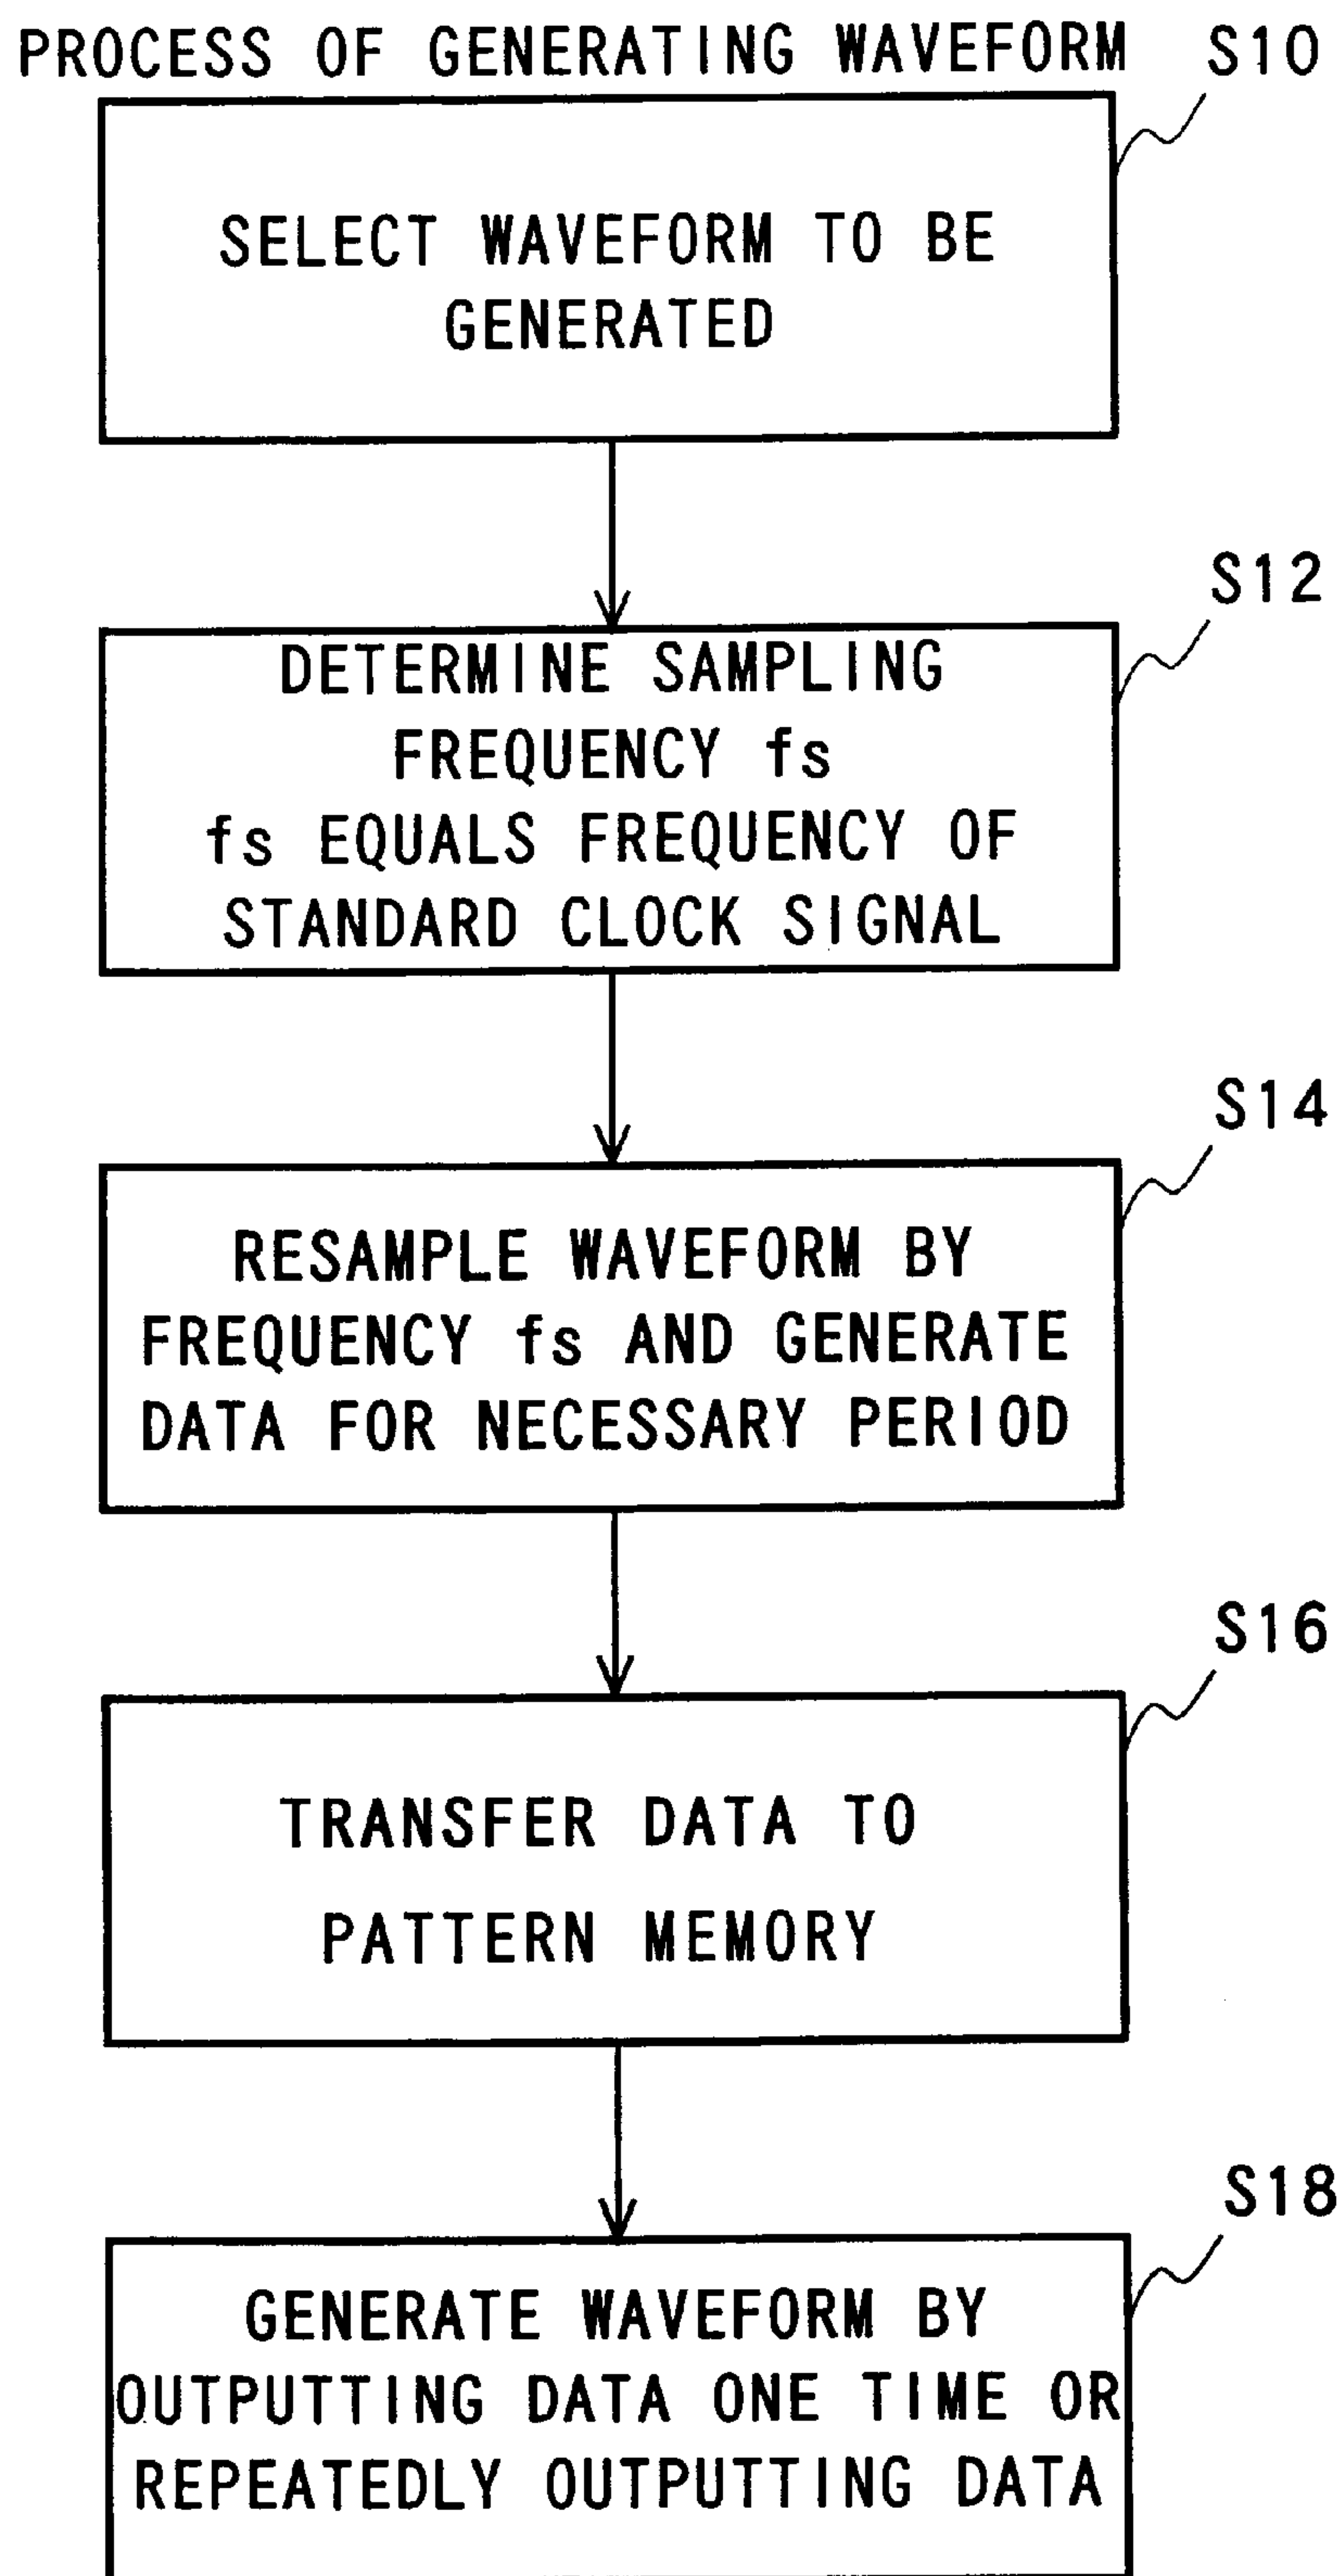 PROCESS OF GENERATING WAVEFORM S10
SELECT WAVEFORM TO BE
GENERATED
S12
DETERMINE SAMPLING
FREQUENCY fs
fs EQUALS FREQUENCY OF
STANDARD CLOCK SIGNAL
S14
RESAMPLE WAVEFORM BY
FREQUENCY fs AND GENERATE
DATA FOR NECESSARY PERIOD
S16
TRANSFER DATA TO
PATTERN MEMORY
S18
GENERATE WAVEFORM BY
OUTPUTTING DATA ONE TIME OR
REPEATEDLY OUTPUTTING DATA